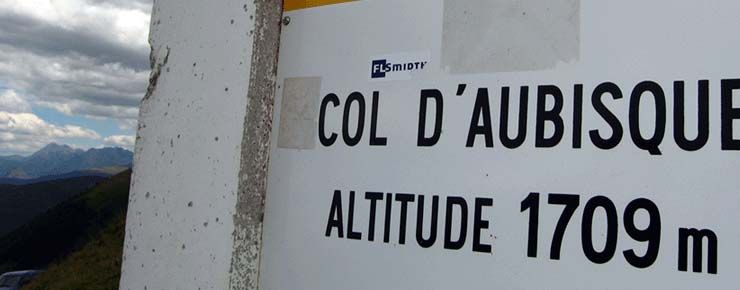 FLSMIDTH
COL D'AUBISQUE
ALTITUDE 1709 m